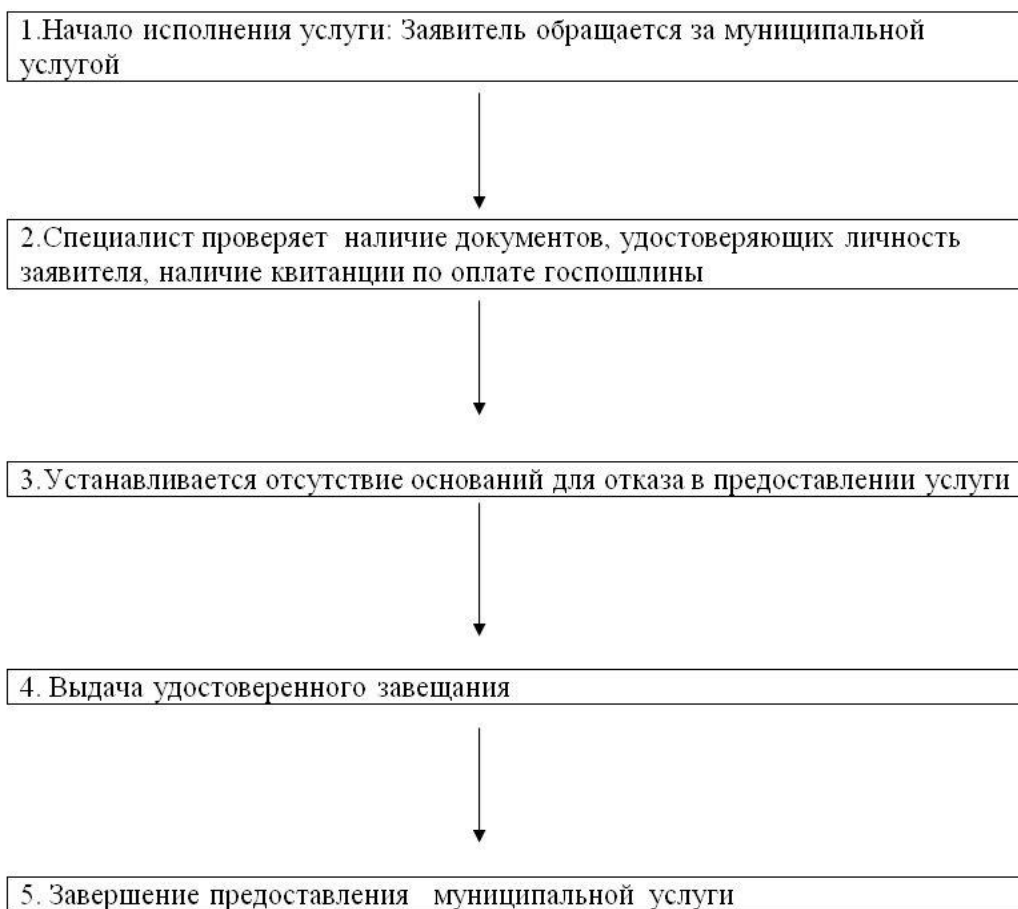 1.Начало исполнения услуги: Заявитель обращается за муниципальной
услугой
2.Специалист проверяет наличие документов, удостоверяющих личность
заявителя, наличие квитанции по оплате госпошлины
3.Устанавливается отсутствие оснований для отказа в предоставлении услуги
4. Выдача удостоверенного завещания
5. Завершение предоставления муниципальной услуги